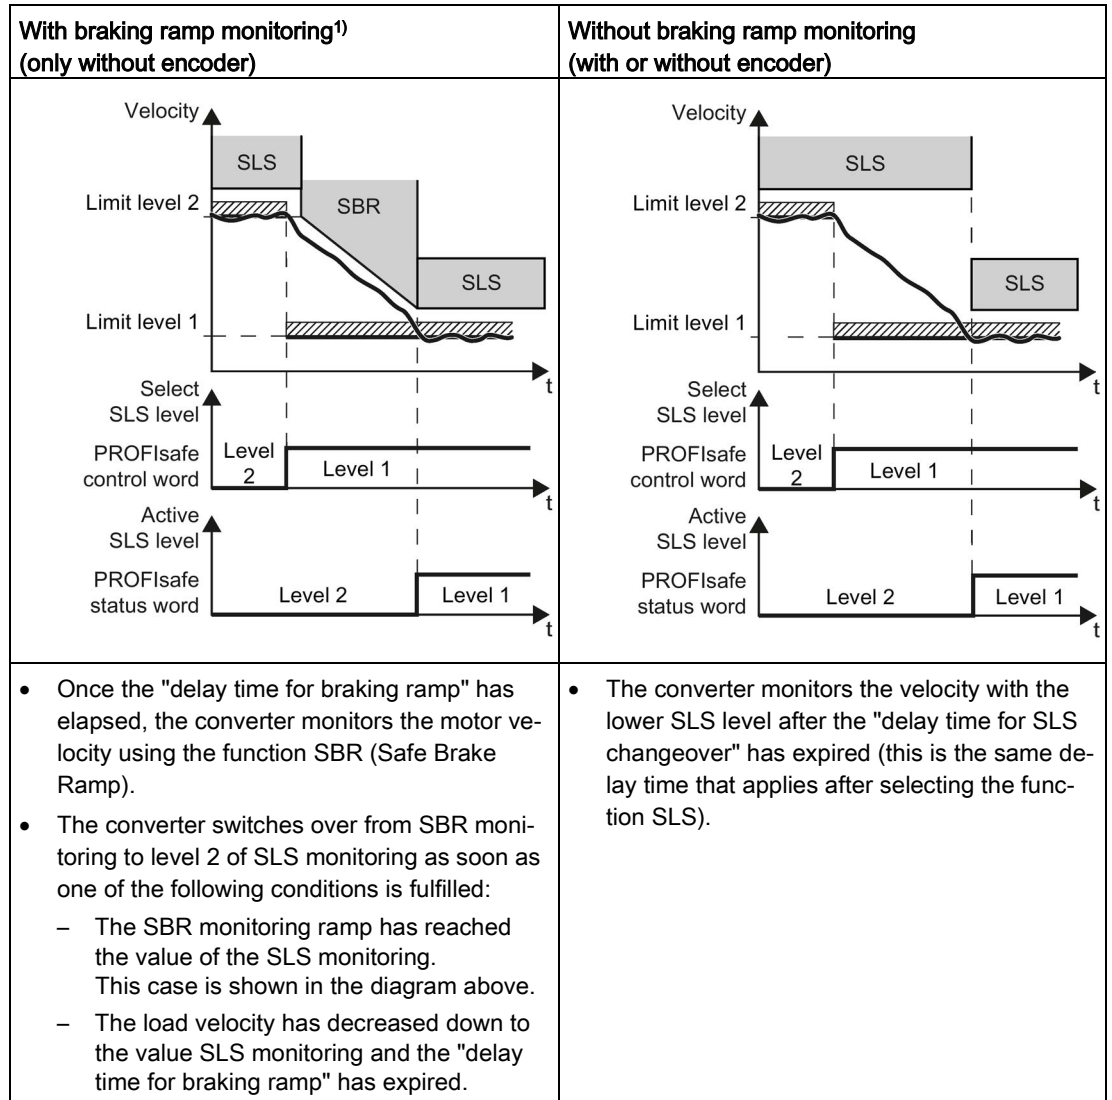 With braking ramp monitoring1)
(only without encoder)
Without braking ramp monitoring
(with or without encoder)
Velocity
SLS
Limit level 2
SBR
SLS
Limit level 1
t
Select
SLS level
PROFIsafe
control word
Level
2
Level 1
t
Active
SLS level
PROFIsafe
status word
Level 2
Level 1
t
Velocity
SLS
Limit level 2
SLS
Limit level 1
t
Select
SLS level
PROFIsafe
control word
Level
2
Level 1
t
Active
SLS level
PROFIsafe
status word
Level 2
Level 1
t
• Once the "delay time for braking ramp" has
elapsed, the converter monitors the motor ve-
locity using the function SBR (Safe Brake
Ramp).
• The converter switches over from SBR moni-
toring to level 2 of SLS monitoring as soon as
one of the following conditions is fulfilled:
– The SBR monitoring ramp has reached
the value of the SLS monitoring.
This case is shown in the diagram above.
– The load velocity has decreased down to
the value SLS monitoring and the "delay
time for braking ramp" has expired.
• The converter monitors the velocity with the
lower SLS level after the "delay time for SLS
changeover" has expired (this is the same de-
lay time that applies after selecting the func-
tion SLS).